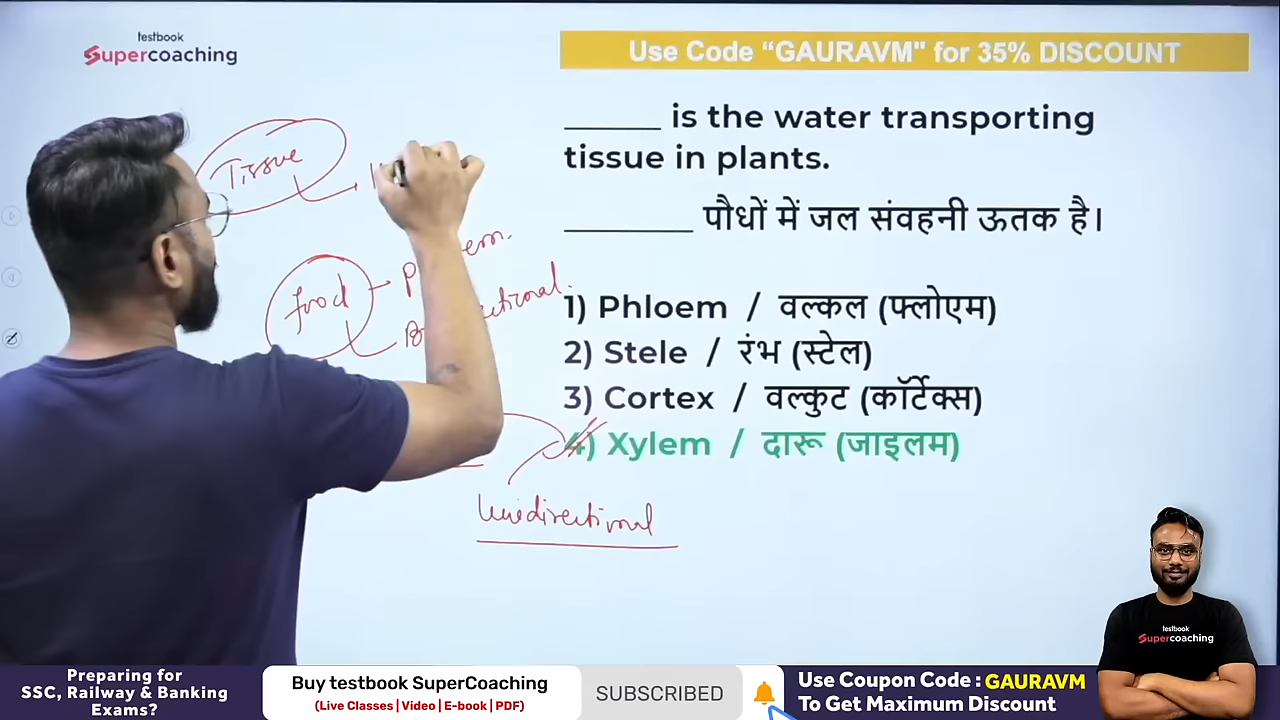 testbook
Supercoaching
Use Code “GAURAVM" for 35% DISCOUNT
______ is the water transporting
tissue in plants.
________ पौधों में जल संवहनी ऊतक है।
1) Phloem / वल्कल (फ्लोएम)
2) Stele / रंभ (स्टेल)
3) Cortex / वल्कुट (कॉर्टेक्स)
4) Xylem / दारू (जाइलम)
Tissue
food
Unidirectional
testbook
Supercoaching
Preparing for
SSC, Railway & Banking
Exams?
Buy testbook SuperCoaching
(Live Classes | Video | E-book | PDF)
SUBSCRIBED
Use Coupon Code : GAURAVM
To Get Maximum Discount